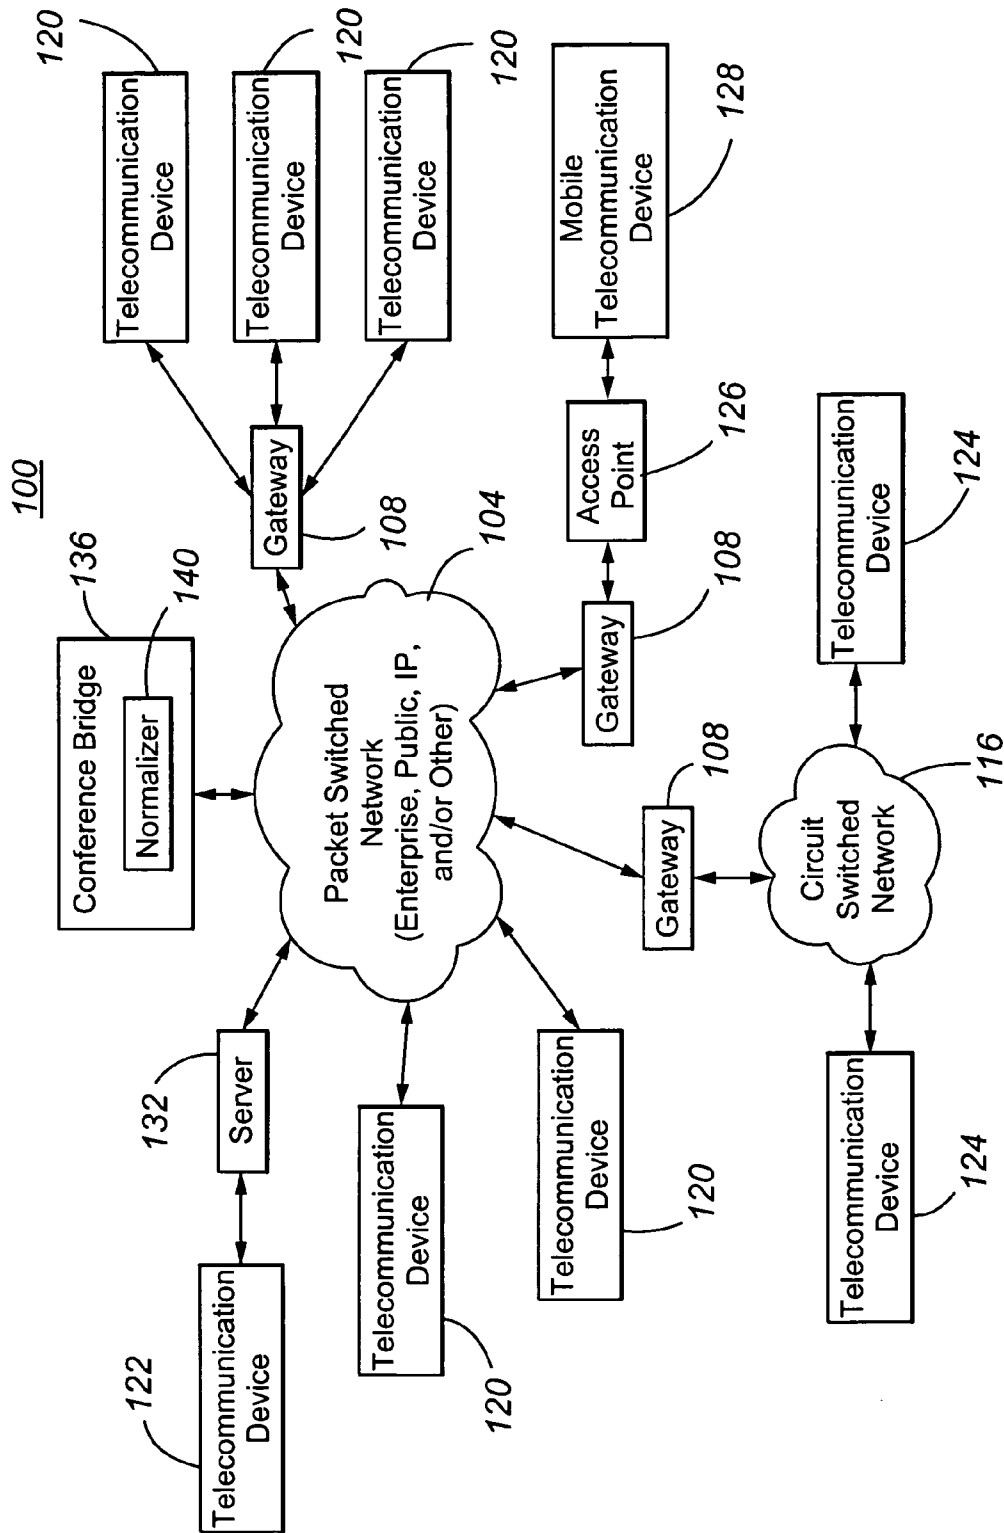 100
122
Telecommunication
Device
132
Server
Conference Bridge
Normalizer
136
140
Gateway
108
Telecommunication
Device
120
Telecommunication
Device
120
Telecommunication
Device
120
Telecommunication
Device
120
Packet Switched
Network
(Enterprise, Public, IP,
and/or Other)
104
Telecommunication
Device
120
Gateway
108
Access
Point
126
Mobile
Telecommunication
Device
128
Gateway
108
Telecommunication
Device
124
Circuit
Switched
Network
116
Telecommunication
Device
124